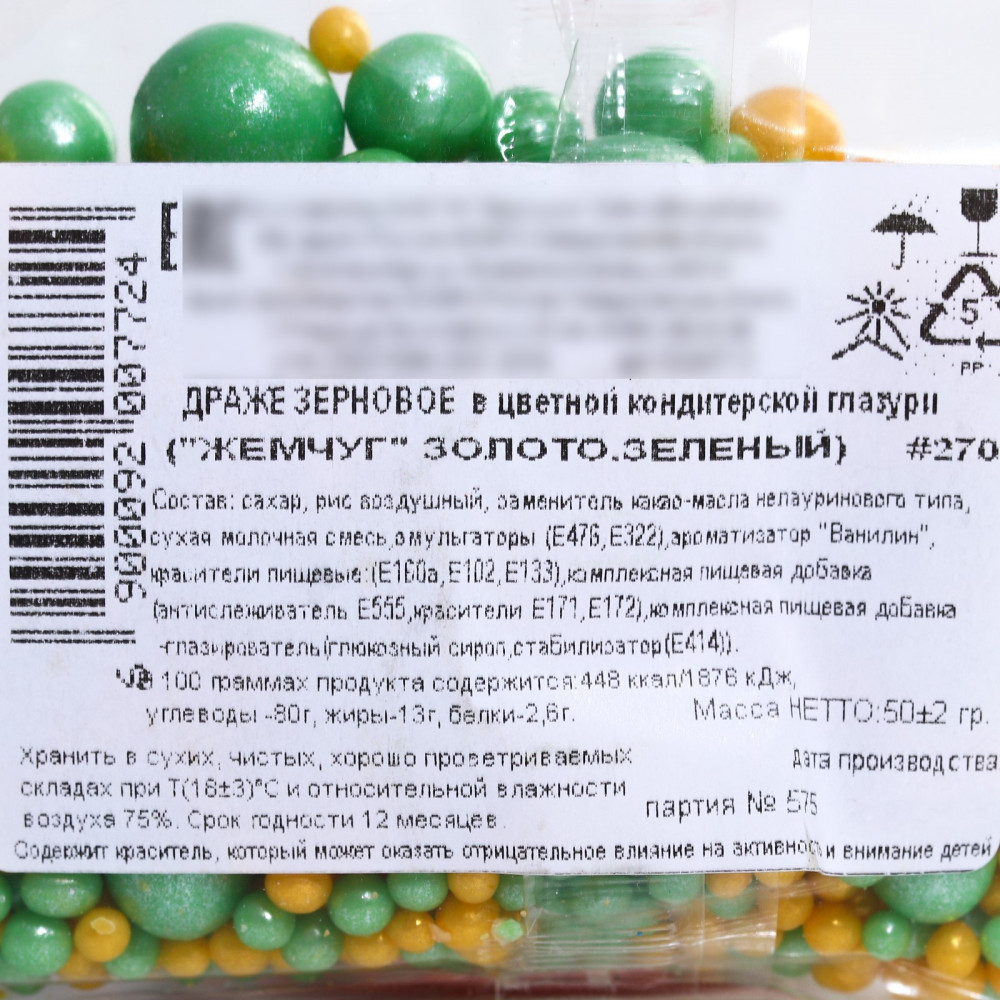 9000092 007724
5
PP
ДРАЖЕ ЗЕРНОВОЕ в цветной кондитерской глазури
("ЖЕМЧУГ" ЗОЛОТО.ЗЕЛЕНЫЙ) #270
Состав: сахар, рис воздушный, заменитель какао-масла нелауринового типа,
сухая молочная смесь,эмульгаторы (Е476,Е322),ароматизатор "Ванилин",
красители пищевые:(Е160а,Е102,Е133),комплексная пищевая добавка
(антислеживатель Е555,красители Е171,Е172),комплексная пищевая добавка
-глазирователь(глюкозный сироп,стабилизатор(Е414)).
100 граммах продукта содержится:448 ккал/1876 кДж,
углеводы -80г, жиры-13г, белки-2,6г.
Масса НЕТТО:50±2 гр.
Хранить в сухих, чистых, хорошо проветриваемых
складах при Т(18±3)°С и относительной влажности
воздуха 75%. Срок годности 12 месяцев.
Дата производства
партия № 576
Содержит краситель, который может оказать отрицательное влияние на активность и внимание детей